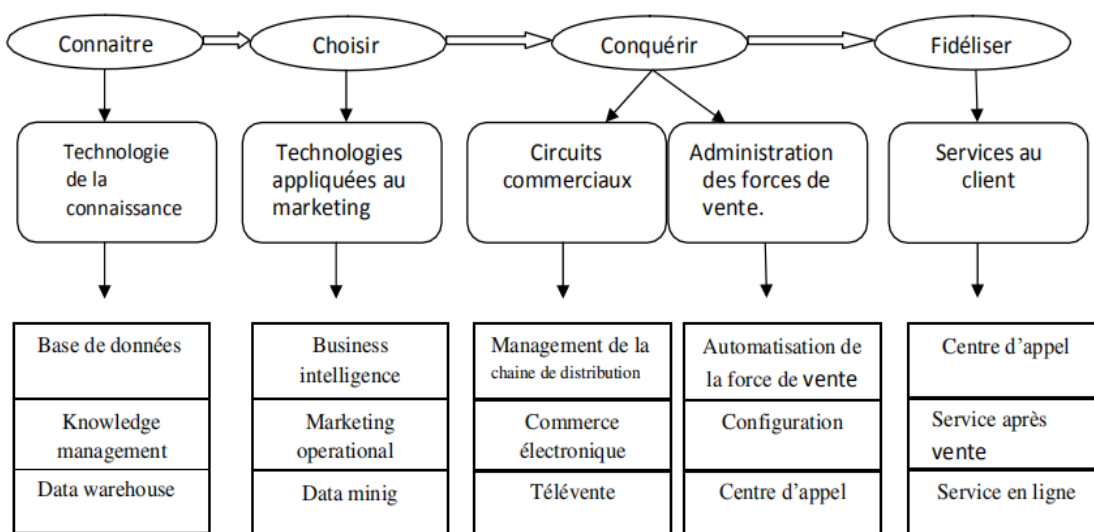 Connaitre
Choisir
Conquérir
Fidéliser
Technologie
de la
connaissance
Technologies
appliquées au
marketing
Circuits
commerciaux
Administration
des forces de
vente.
Services au
client
Base de données
Knowledge
management
Data warehouse
Business
intelligence
Marketing
operational
Data minig
Management de la
chaine de distribution
Commerce
électronique
Télévente
Automatisation de
la force de vente
Configuration
Centre d'appel
Centre d'appel
Service après
vente
Service en ligne